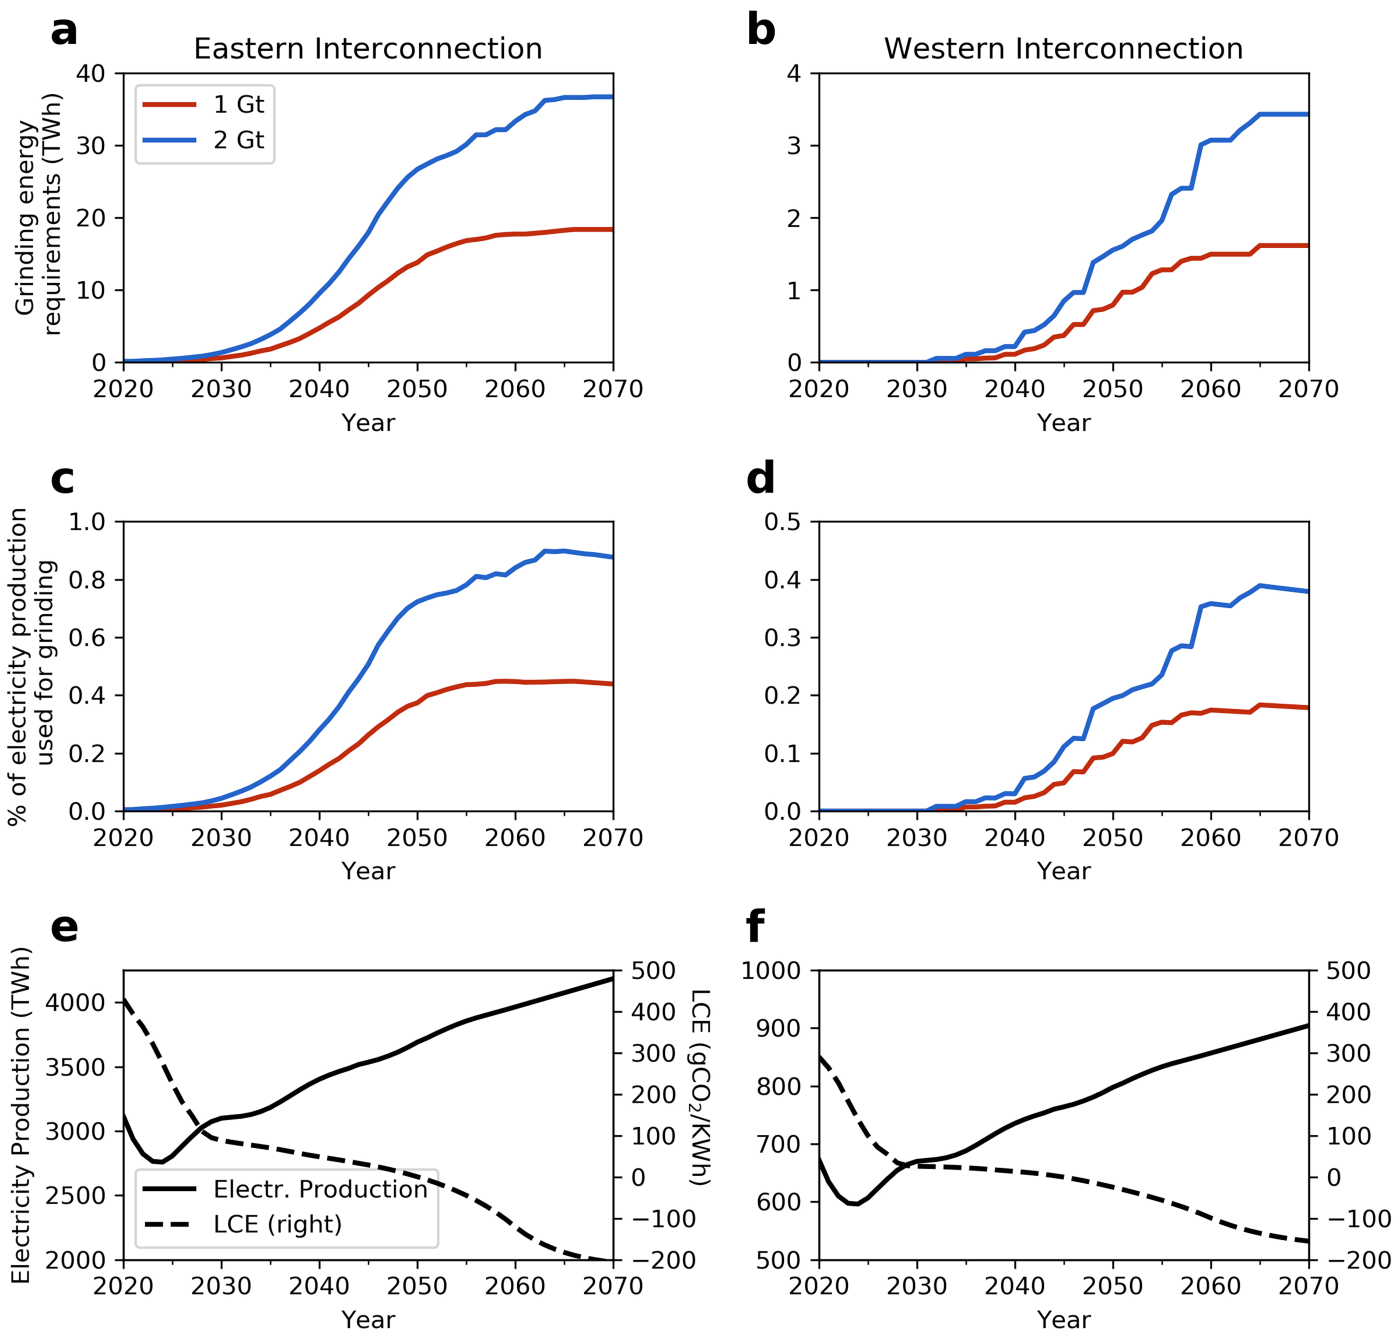 a
Eastern Interconnection
Grinding energy
requirements (TWh)
40
30
20
10
0
1 Gt
2 Gt
2020 2030 2040 2050 2060 2070
Year
b
Western Interconnection
4
3
2
1
0
2020 2030 2040 2050 2060 2070
Year
c
% of electricity production
used for grinding
1.0
0.8
0.6
0.4
0.2
0.0
2020 2030 2040 2050 2060 2070
Year
d
0.5
0.4
0.3
0.2
0.1
0.0
2020 2030 2040 2050 2060 2070
Year
e
Electricity Production (TWh)
4000
3500
3000
2500
2000
Electr. Production
LCE (right)
500
400
300
200
100
0
−100
−200
LCE (gCO₂/KWh)
2020 2030 2040 2050 2060 2070
Year
f
1000
900
800
700
600
500
500
400
300
200
100
0
−100
−200
2020 2030 2040 2050 2060 2070
Year